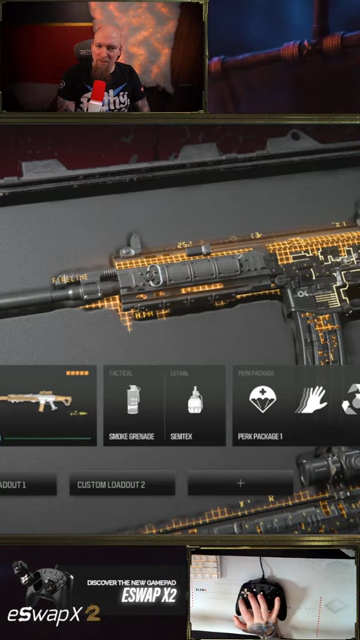 TACTICAL
LETHAL
PERK PACKAGE
SMOKE GRENADE
SEMTEX
PERK PACKAGE 1
ADOUT 1
CUSTOM LOADOUT 2
DISCOVER THE NEW GAMEPAD
ESWAP X2
eSwapX 2